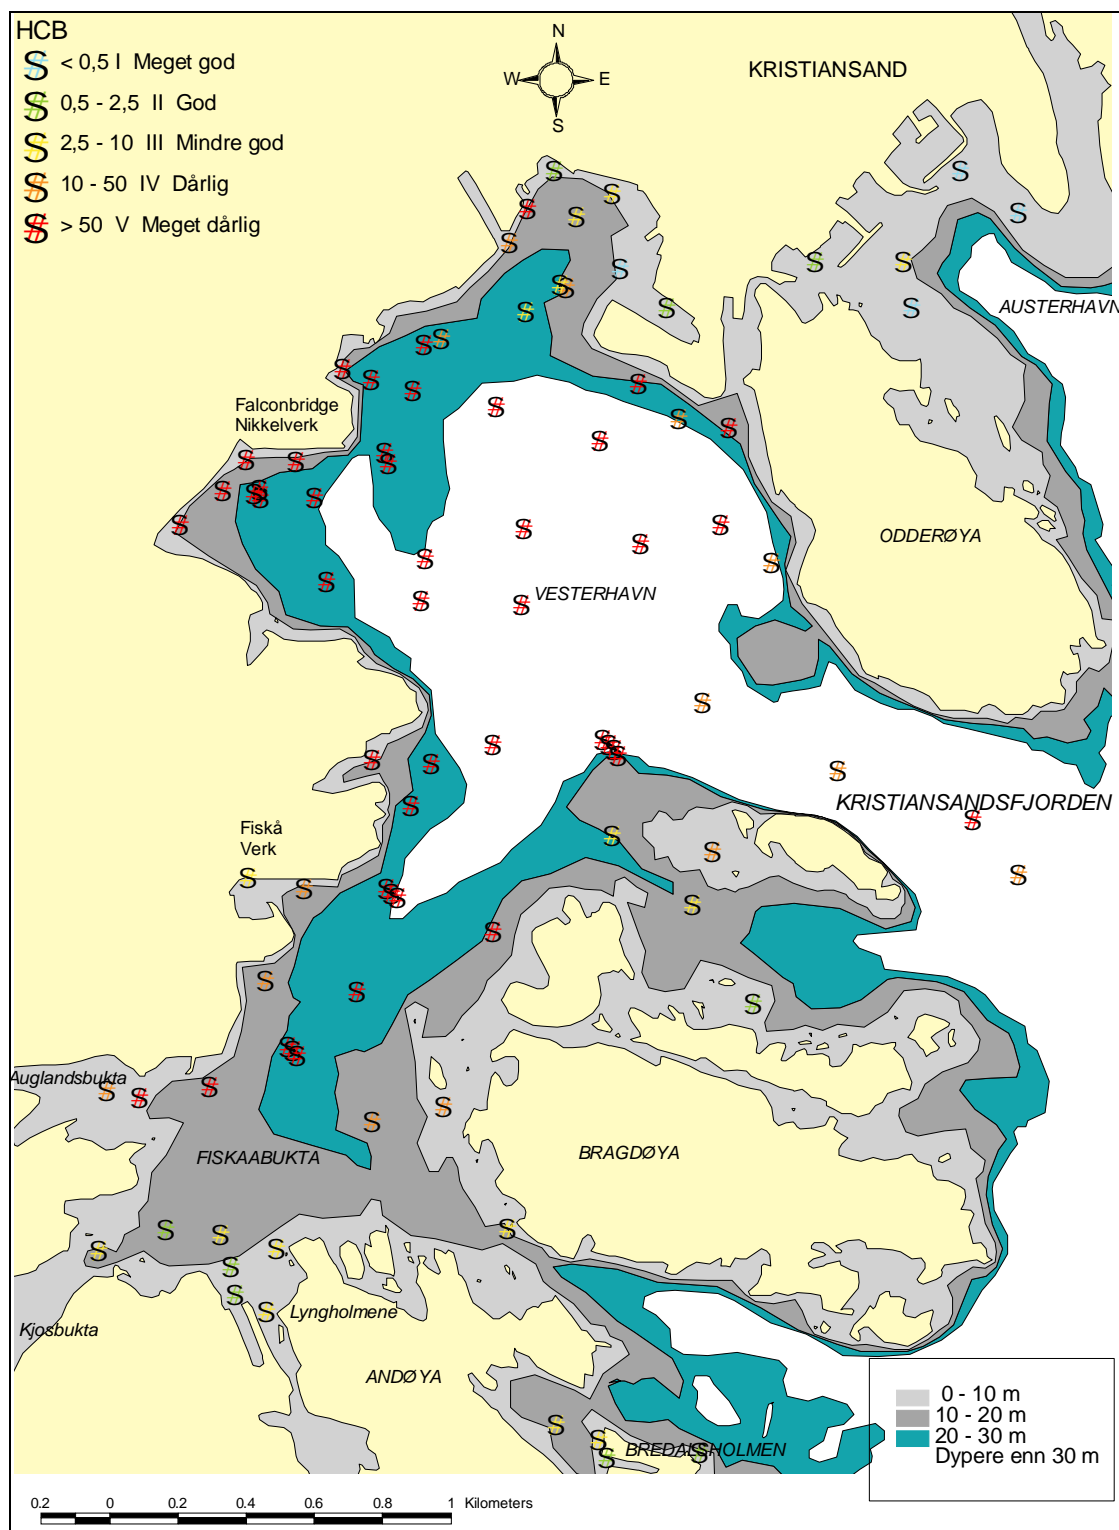 HCB
S < 0,5 I Meget god
S 0,5 - 2,5 II God
S 2,5 - 10 III Mindre god
S 10 - 50 IV Dårlig
S > 50 V Meget dårlig
N
W E
S
KRISTIANSAND
AUSTERHAVN
Falconbridge
Nikkelverk
ODDERØYA
VESTERHAVN
KRISTIANSANDSFJORDEN
Fiskå
Verk
Auglandsbukta
FISKAABUKTA
BRAGDØYA
Lyngholmene
Kjosbukta
ANDØYA
BREDALSHOLMEN
0 - 10 m
10 - 20 m
20 - 30 m
Dypere enn 30 m
0.2 0 0.2 0.4 0.6 0.8 1 Kilometers